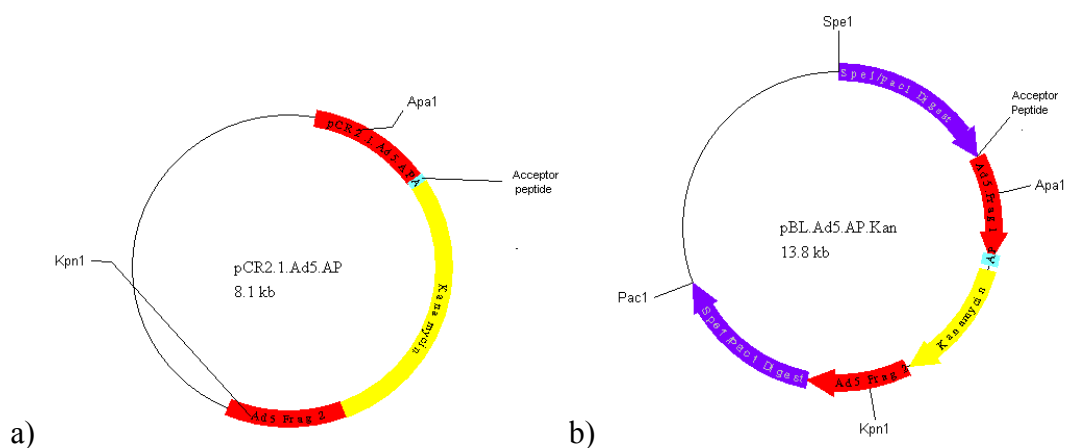 Apa1
pCR2.1.Ad5.AP
A
Acceptor
peptide
Kpn1
pCR2.1.Ad5.AP
8.1 kb
Kanamycin
Ad5 Frag 2
a)
Spe1
Spe1/Pac1 Digest
Acceptor
Peptide
Ad5 Frag 1
Apa1
AP
pBL.Ad5.AP.Kan
13.8 kb
Pac1
Kanamycin
Spe1/Pac1 Digest
Ad5 Frag 2
Kpn1
b)